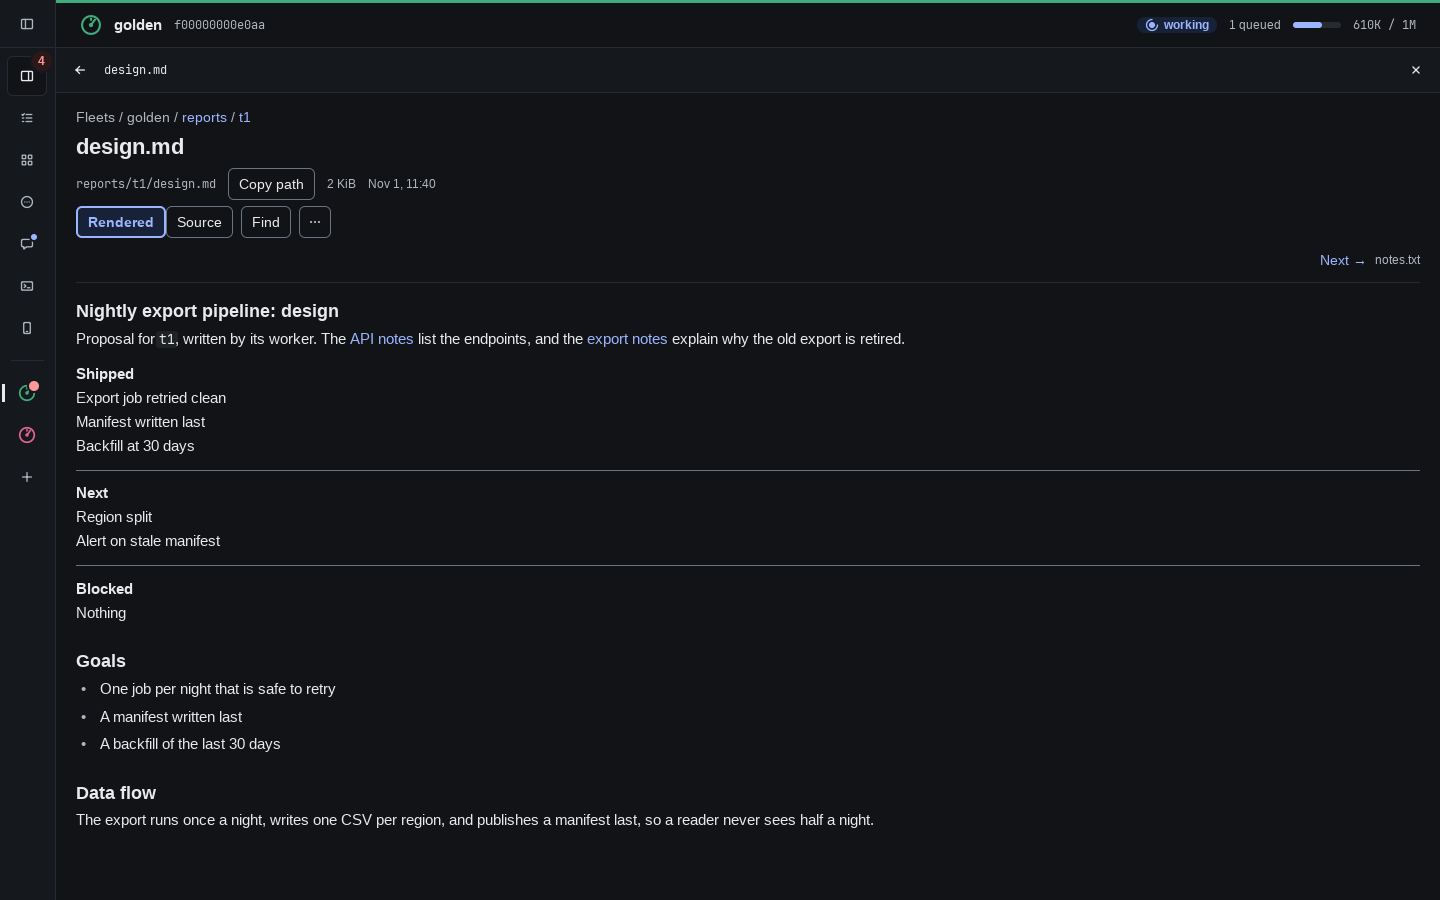 golden f00000000e0aa working 1 queued 610K / 1M
4
design.md
Fleets / golden / reports / t1
design.md
reports/t1/design.md Copy path 2 KiB Nov 1, 11:40
Rendered Source Find ···
Next → notes.txt
Nightly export pipeline: design
Proposal for t1, written by its worker. The API notes list the endpoints, and the export notes explain why the old export is retired.
Shipped
Export job retried clean
Manifest written last
Backfill at 30 days
Next
Region split
Alert on stale manifest
Blocked
Nothing
Goals
• One job per night that is safe to retry
• A manifest written last
• A backfill of the last 30 days
Data flow
The export runs once a night, writes one CSV per region, and publishes a manifest last, so a reader never sees half a night.